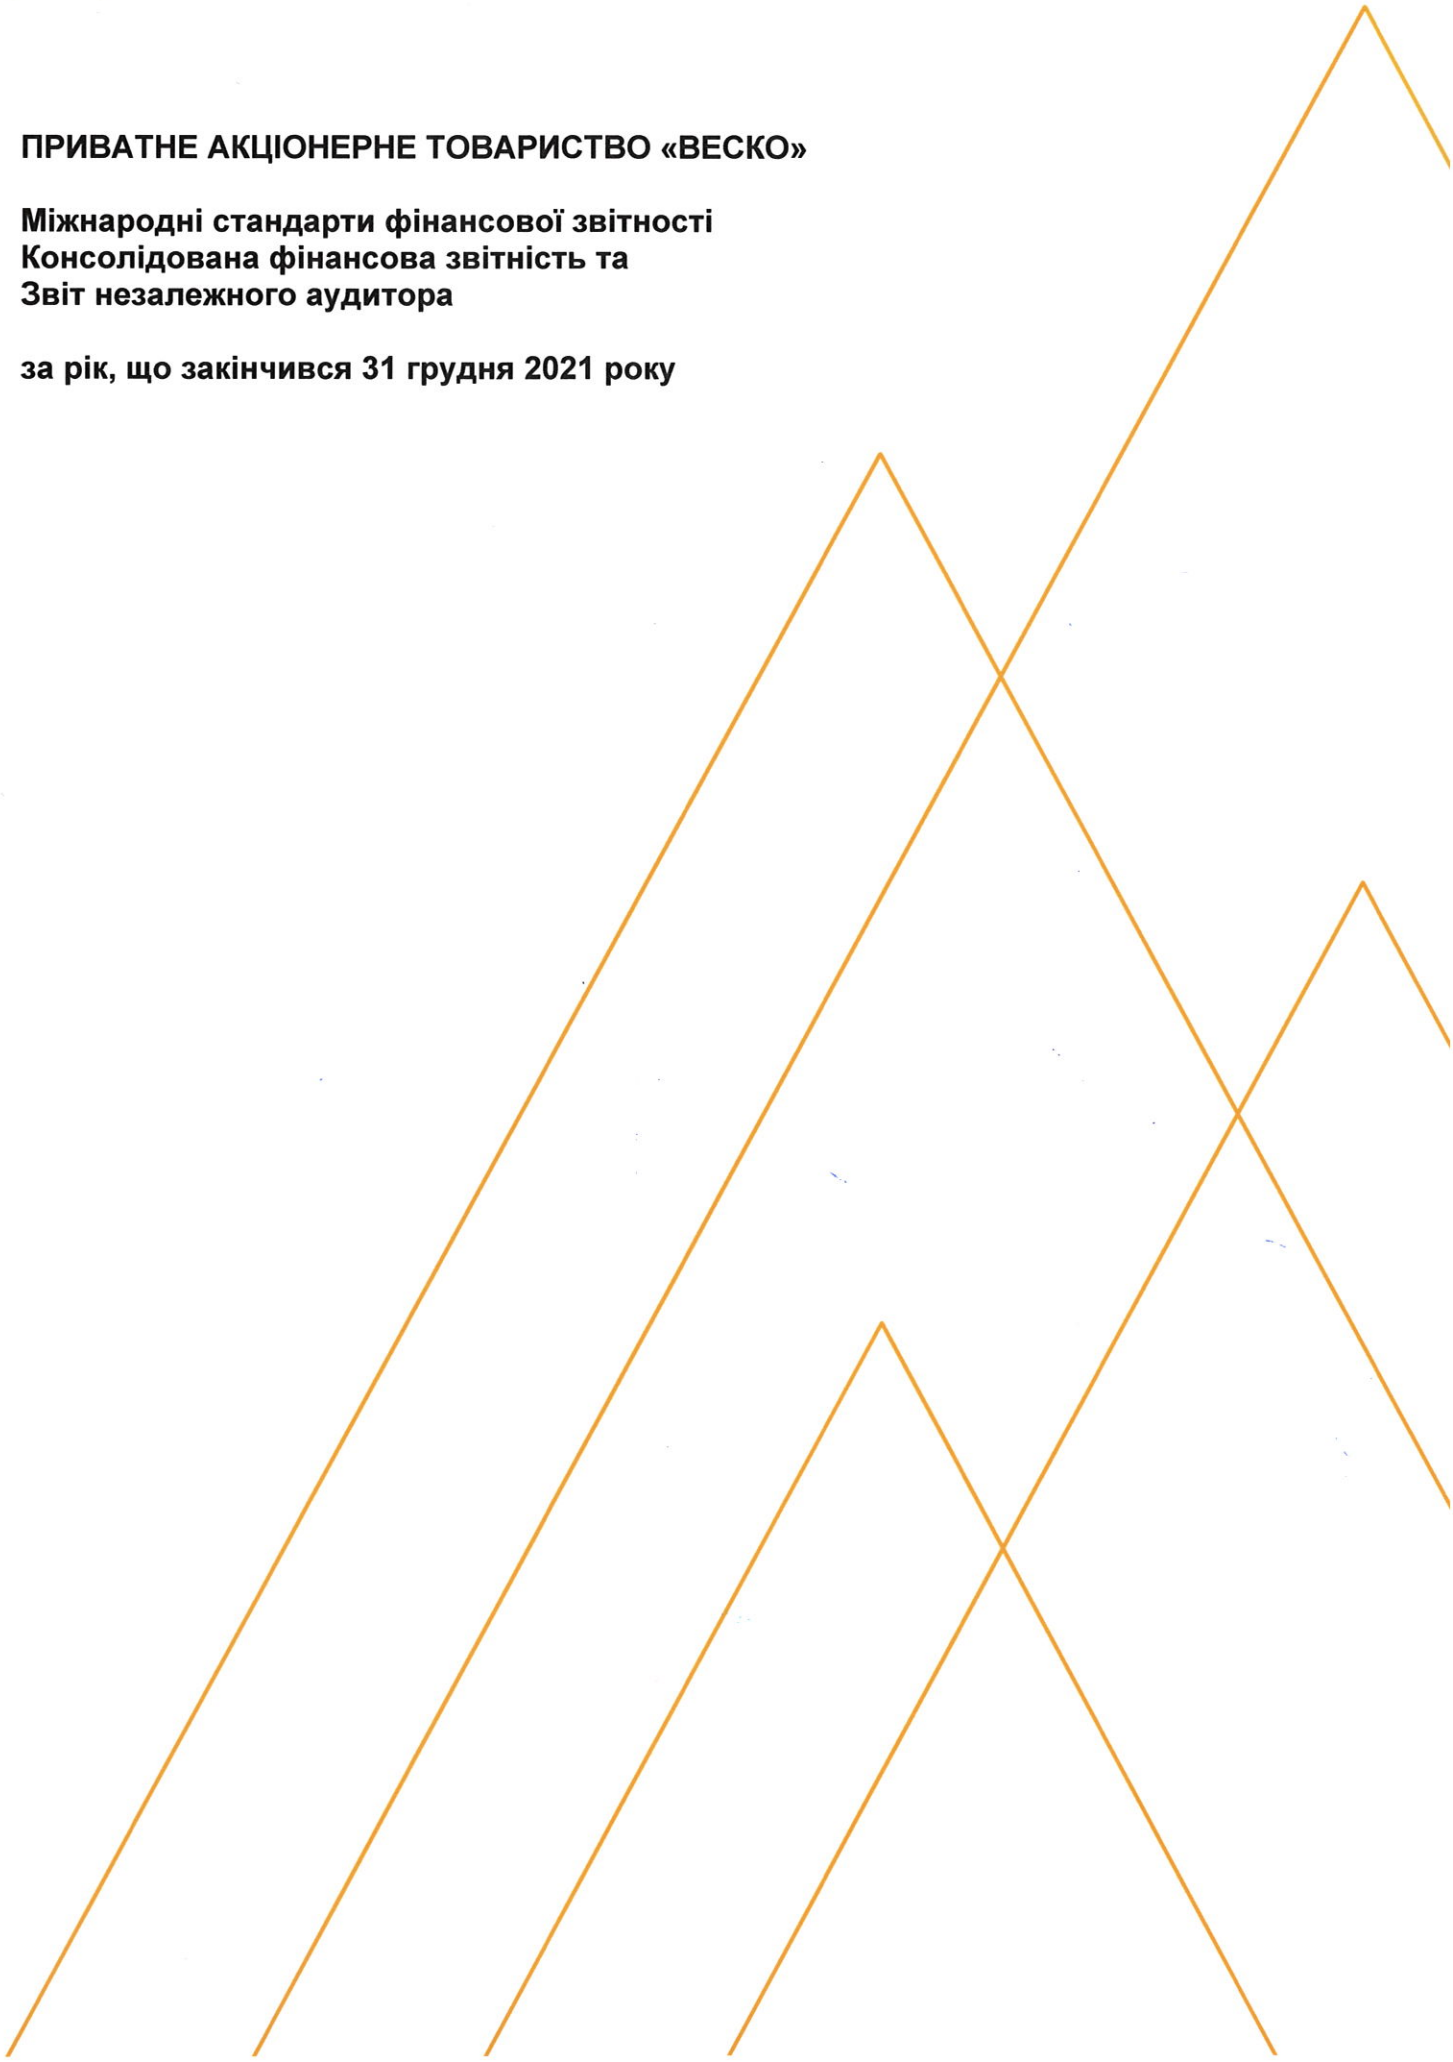 ПРИВАТНЕ АКЦІОНЕРНЕ ТОВАРИСТВО «ВЕСКО»
Міжнародні стандарти фінансової звітності
Консолідована фінансова звітність та
Звіт незалежного аудитора
за рік, що закінчився 31 грудня 2021 року